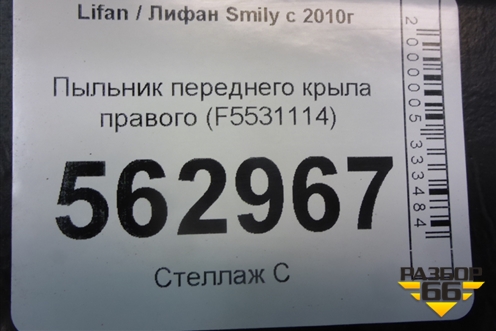 Lifan / Лифан Smily с 2010г
Пыльник переднего крыла
правого (F5531114)
562967
Стеллаж С
2000005333484
РАЗБОР
66